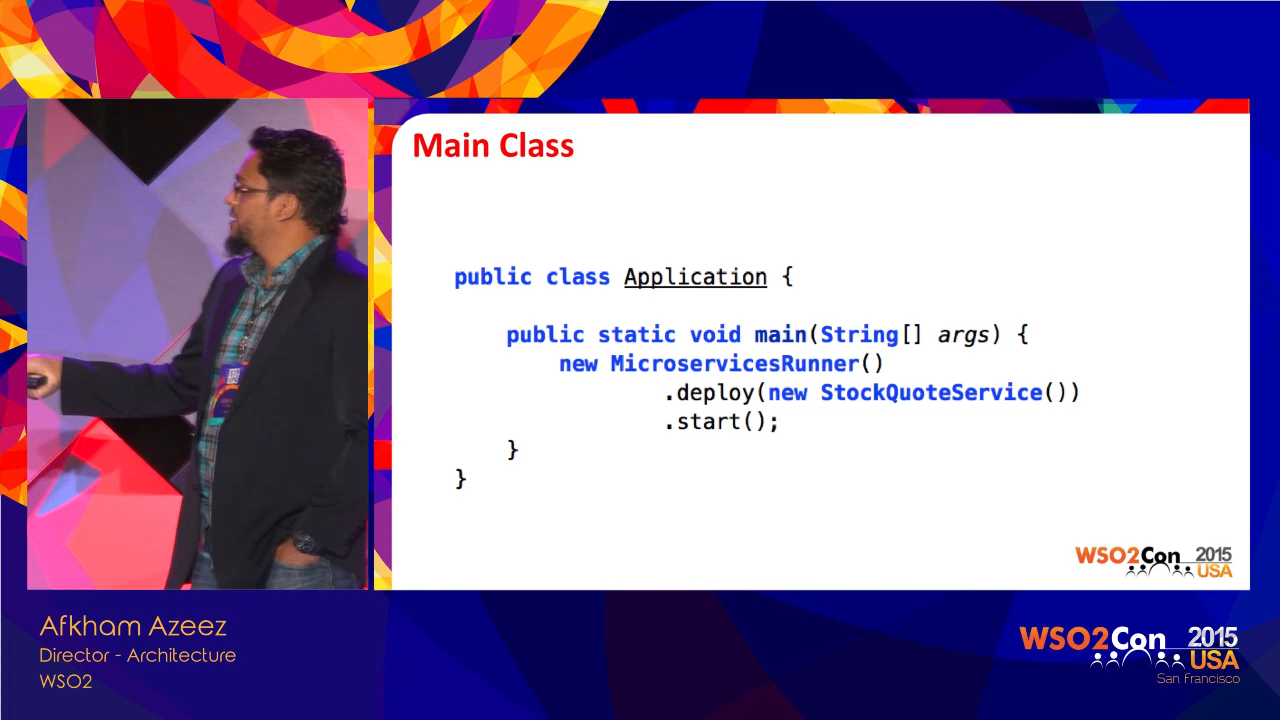 Main Class
public class Application {
public static void main(String[] args) {
new MicroservicesRunner()
.deploy(new StockQuoteService())
.start();
}
}
WSO2Con 2015
USA
Afkham Azeez
Director - Architecture
WSO2
WSO2Con 2015
USA
San Francisco